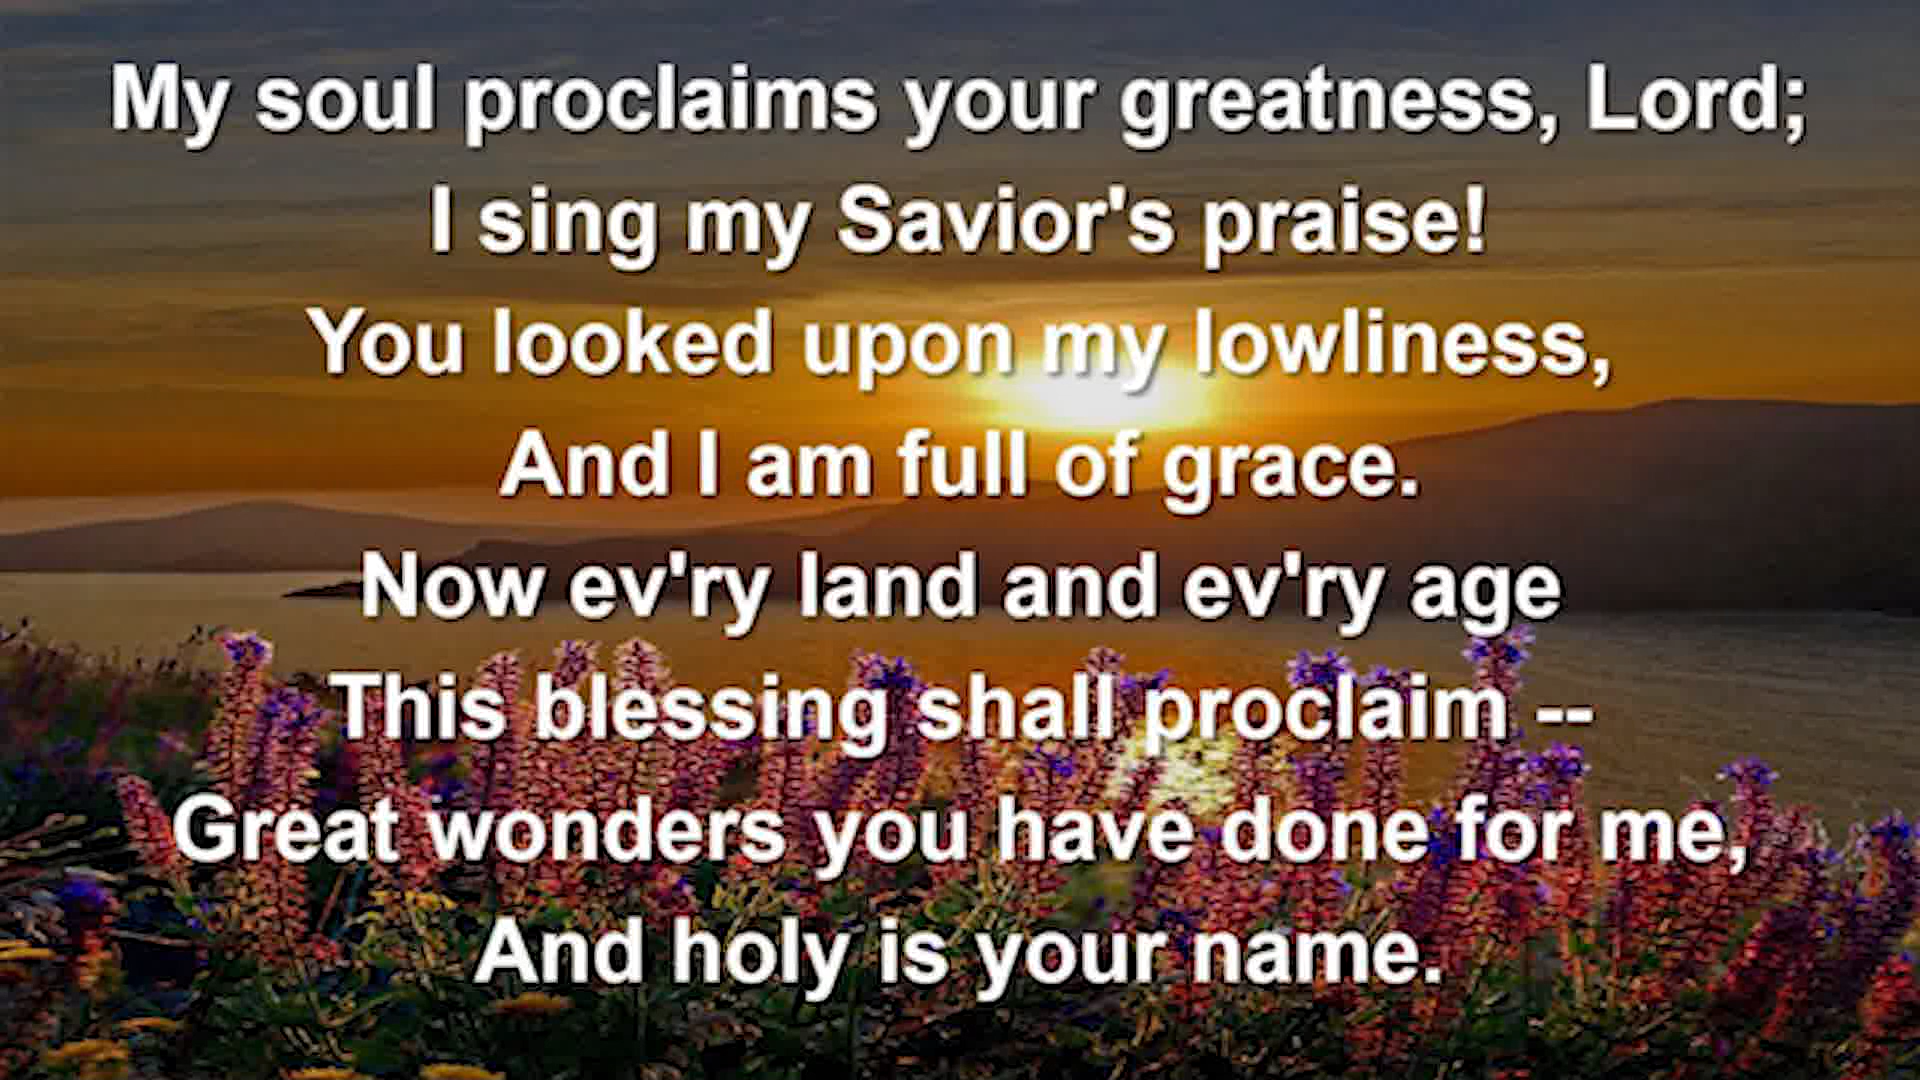 My soul proclaims your greatness, Lord;
I sing my Savior's praise!
You looked upon my lowliness,
And I am full of grace.
Now ev'ry land and ev'ry age
This blessing shall proclaim --
Great wonders you have done for me,
And holy is your name.